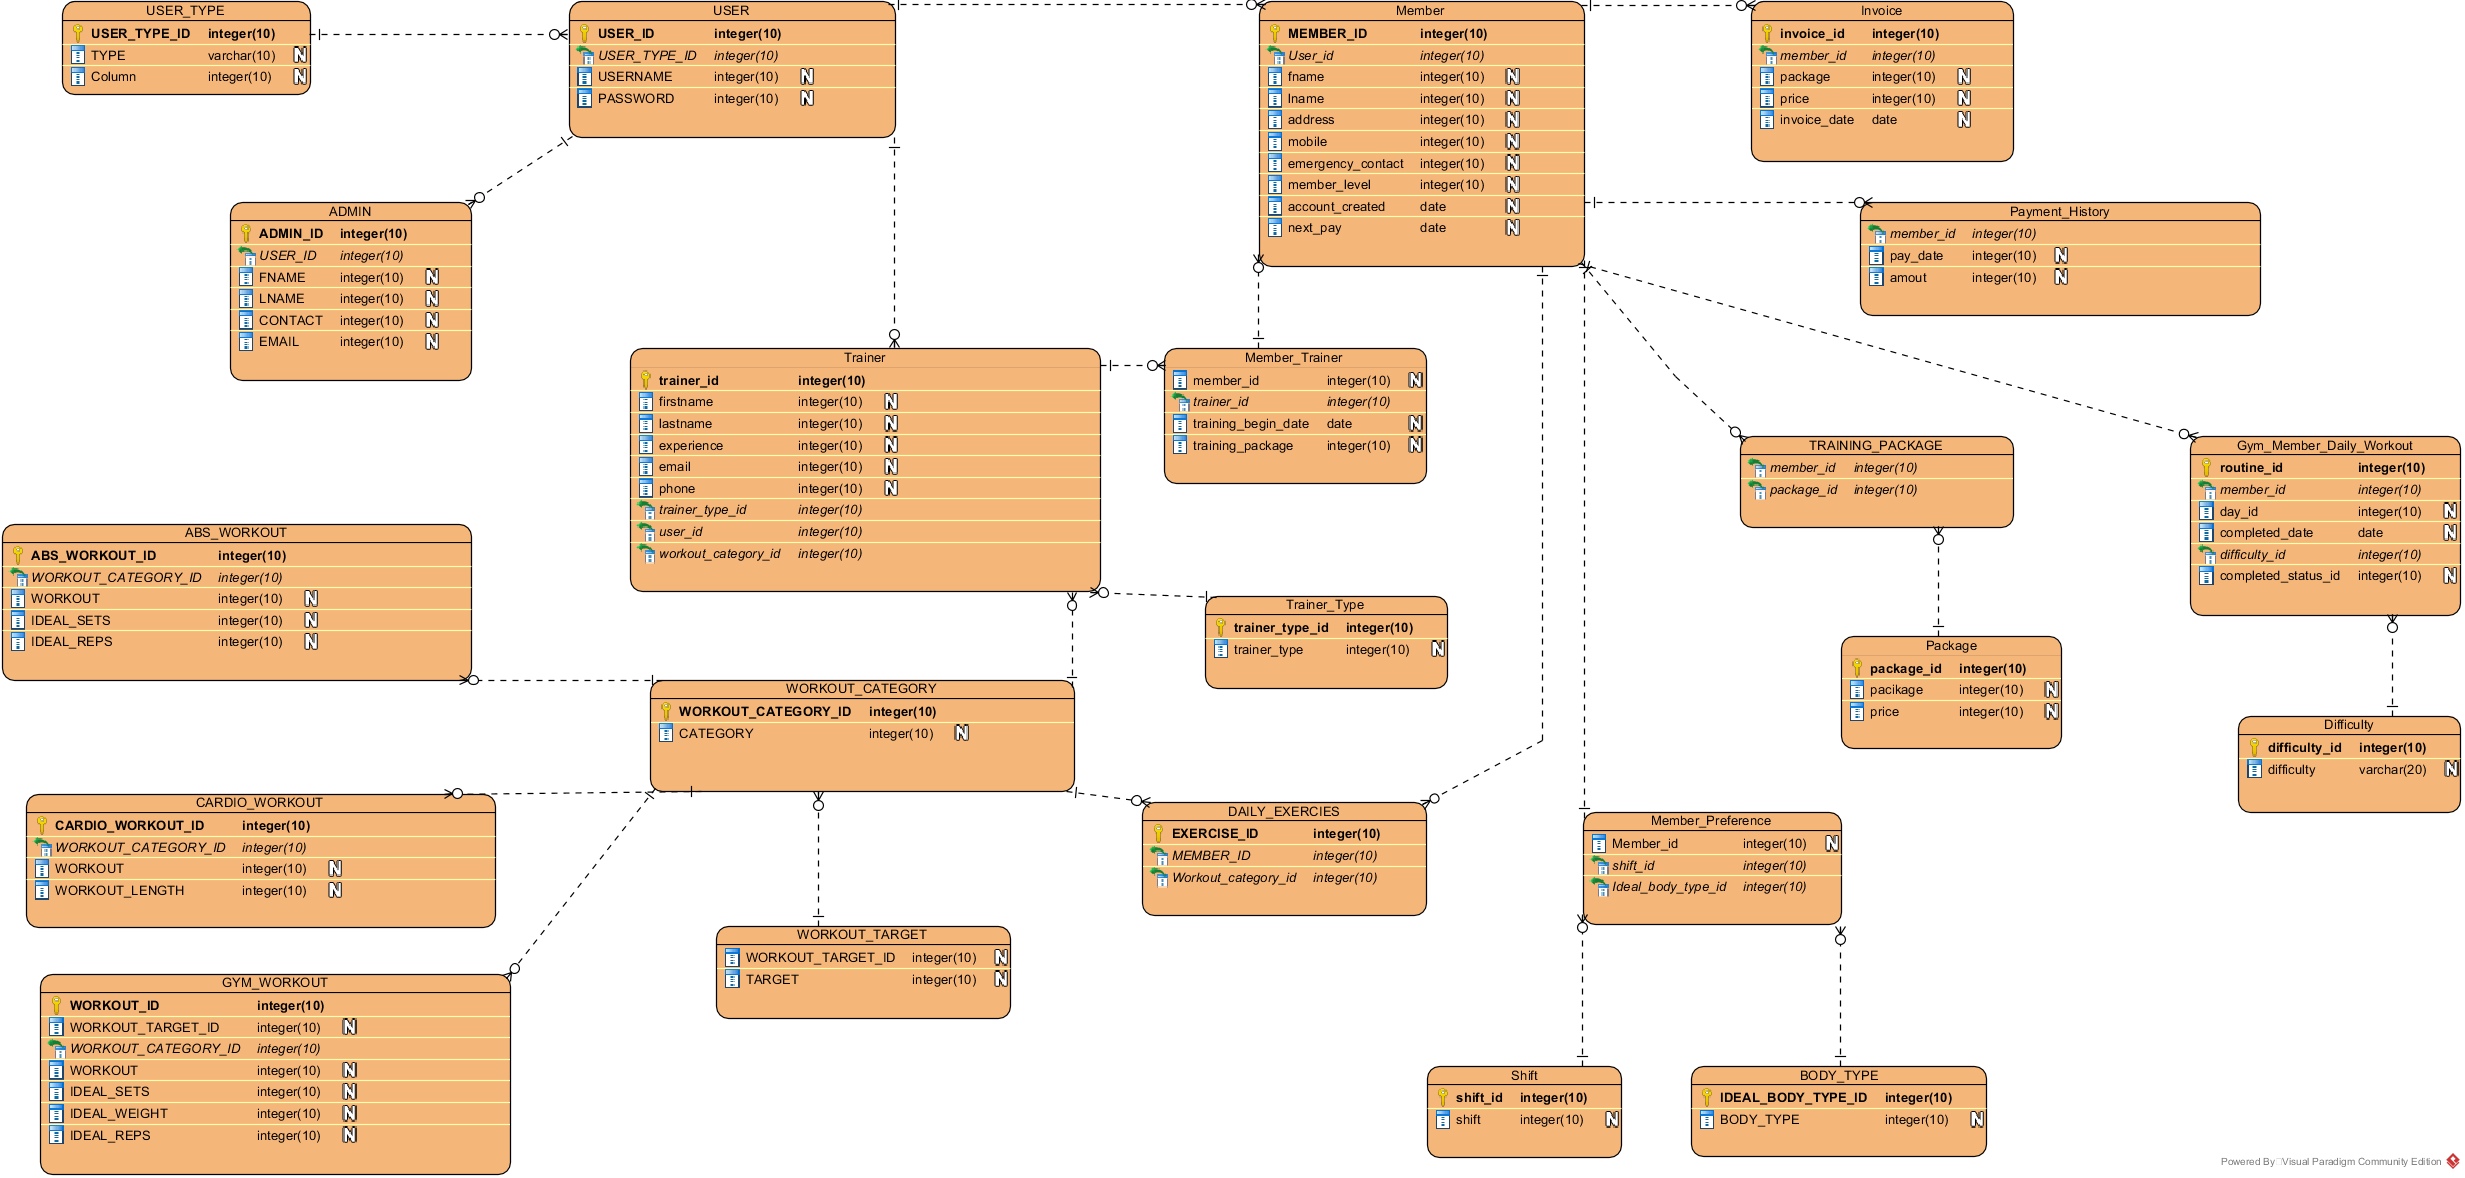 USER_TYPE
USER_TYPE_ID integer(10)
TYPE varchar(10) N
Column integer(10) N
USER
USER_ID integer(10)
USER_TYPE_ID integer(10)
USERNAME integer(10) N
PASSWORD integer(10) N
Member
MEMBER_ID integer(10)
User_id integer(10)
fname integer(10) N
lname integer(10) N
address integer(10) N
mobile integer(10) N
emergency_contact integer(10) N
member_level integer(10) N
account_created date N
next_pay date N
Invoice
invoice_id integer(10)
member_id integer(10)
package integer(10) N
price integer(10) N
invoice_date date N
ADMIN
ADMIN_ID integer(10)
USER_ID integer(10)
FNAME integer(10) N
LNAME integer(10) N
CONTACT integer(10) N
EMAIL integer(10) N
Payment_History
member_id integer(10)
pay_date integer(10) N
amout integer(10) N
Trainer
trainer_id integer(10)
firstname integer(10) N
lastname integer(10) N
experience integer(10) N
email integer(10) N
phone integer(10) N
trainer_type_id integer(10)
user_id integer(10)
workout_category_id integer(10)
Member_Trainer
member_id integer(10) N
trainer_id integer(10)
training_begin_date date N
training_package integer(10) N
TRAINING_PACKAGE
member_id integer(10)
package_id integer(10)
Gym_Member_Daily_Workout
routine_id integer(10)
member_id integer(10)
day_id integer(10) N
completed_date date N
difficulty_id integer(10)
completed_status_id integer(10) N
ABS_WORKOUT
ABS_WORKOUT_ID integer(10)
WORKOUT_CATEGORY_ID integer(10)
WORKOUT integer(10) N
IDEAL_SETS integer(10) N
IDEAL_REPS integer(10) N
Trainer_Type
trainer_type_id integer(10)
trainer_type integer(10) N
Package
package_id integer(10)
pacikage integer(10) N
price integer(10) N
WORKOUT_CATEGORY
WORKOUT_CATEGORY_ID integer(10)
CATEGORY integer(10) N
Difficulty
difficulty_id integer(10)
difficulty varchar(20) N
CARDIO_WORKOUT
CARDIO_WORKOUT_ID integer(10)
WORKOUT_CATEGORY_ID integer(10)
WORKOUT integer(10) N
WORKOUT_LENGTH integer(10) N
DAILY_EXERCIES
EXERCISE_ID integer(10)
MEMBER_ID integer(10)
Workout_category_id integer(10)
Member_Preference
Member_id integer(10) N
shift_id integer(10)
Ideal_body_type_id integer(10)
WORKOUT_TARGET
WORKOUT_TARGET_ID integer(10) N
TARGET integer(10) N
GYM_WORKOUT
WORKOUT_ID integer(10)
WORKOUT_TARGET_ID integer(10) N
WORKOUT_CATEGORY_ID integer(10)
WORKOUT integer(10) N
IDEAL_SETS integer(10) N
IDEAL_WEIGHT integer(10) N
IDEAL_REPS integer(10) N
Shift
shift_id integer(10)
shift integer(10) N
BODY_TYPE
IDEAL_BODY_TYPE_ID integer(10)
BODY_TYPE integer(10) N
Powered By Visual Paradigm Community Edition